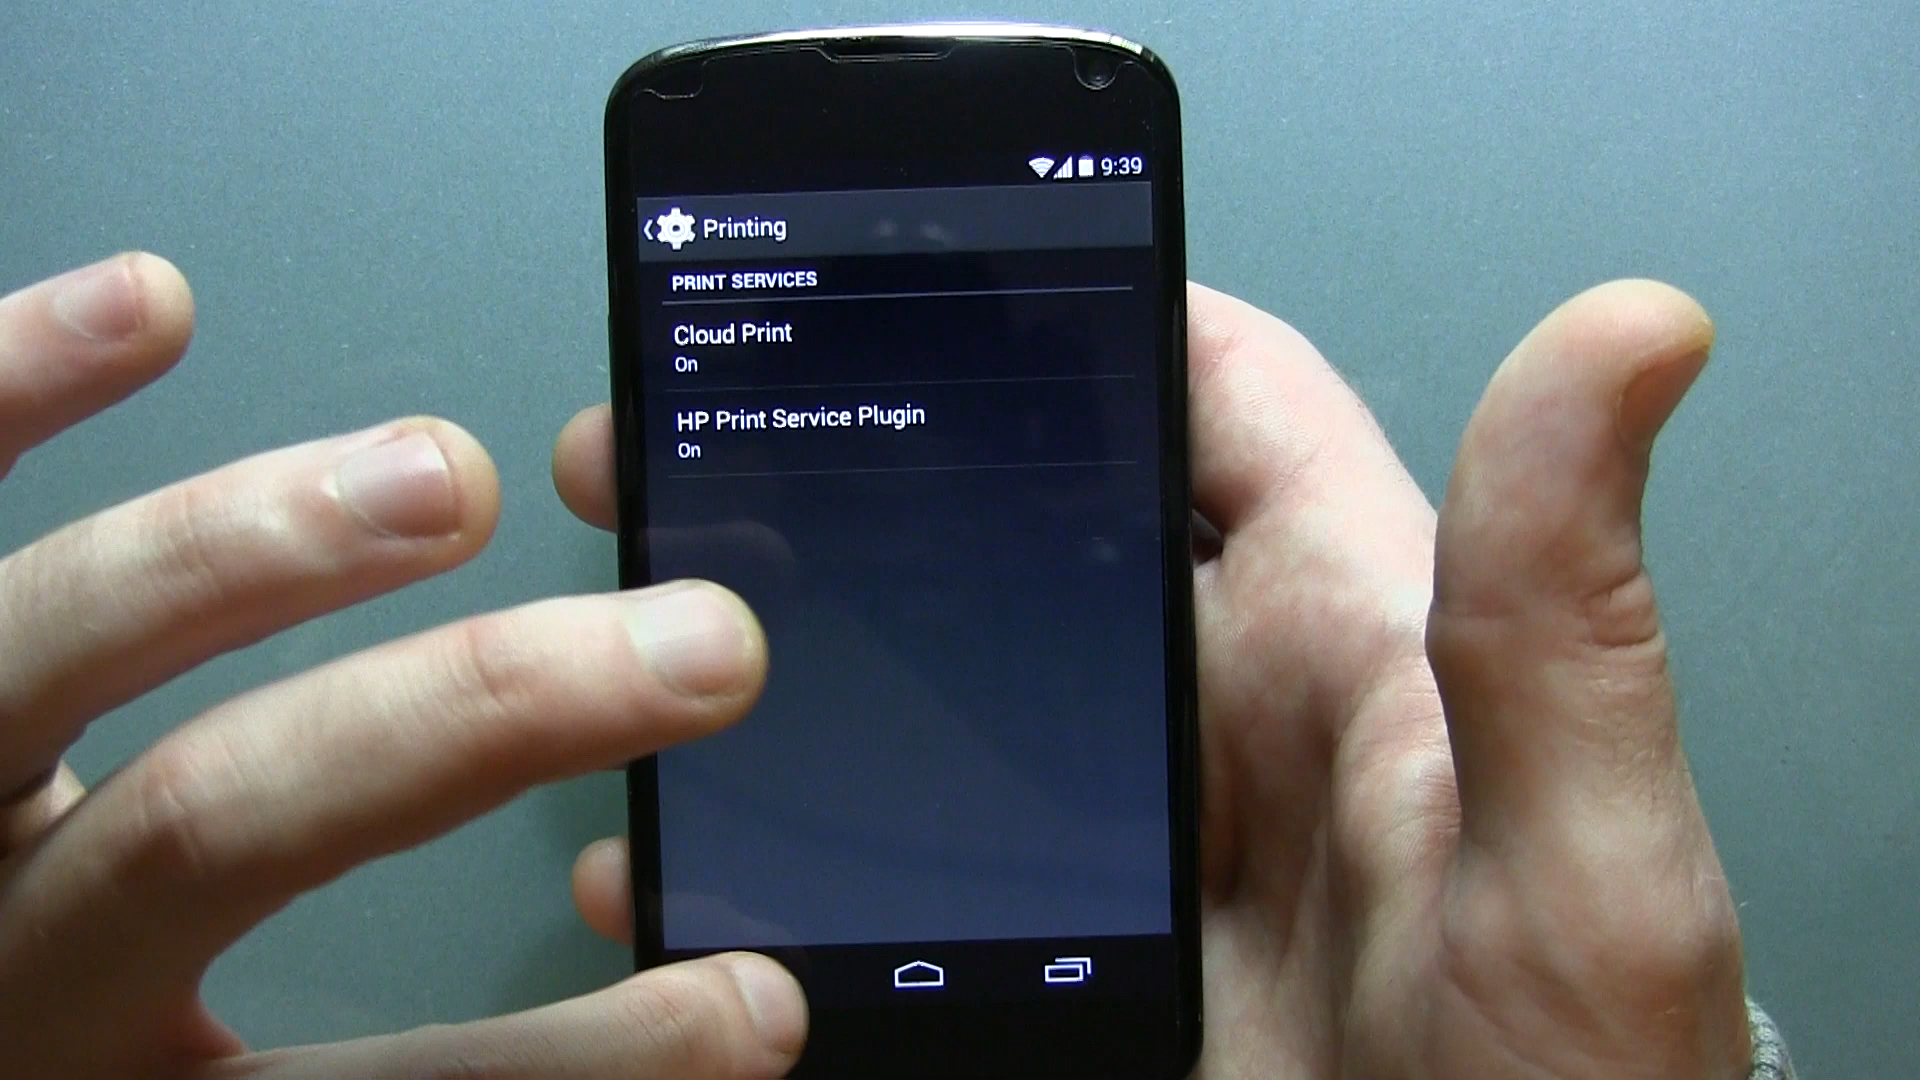 9:39
Printing
PRINT SERVICES
Cloud Print
On
HP Print Service Plugin
On